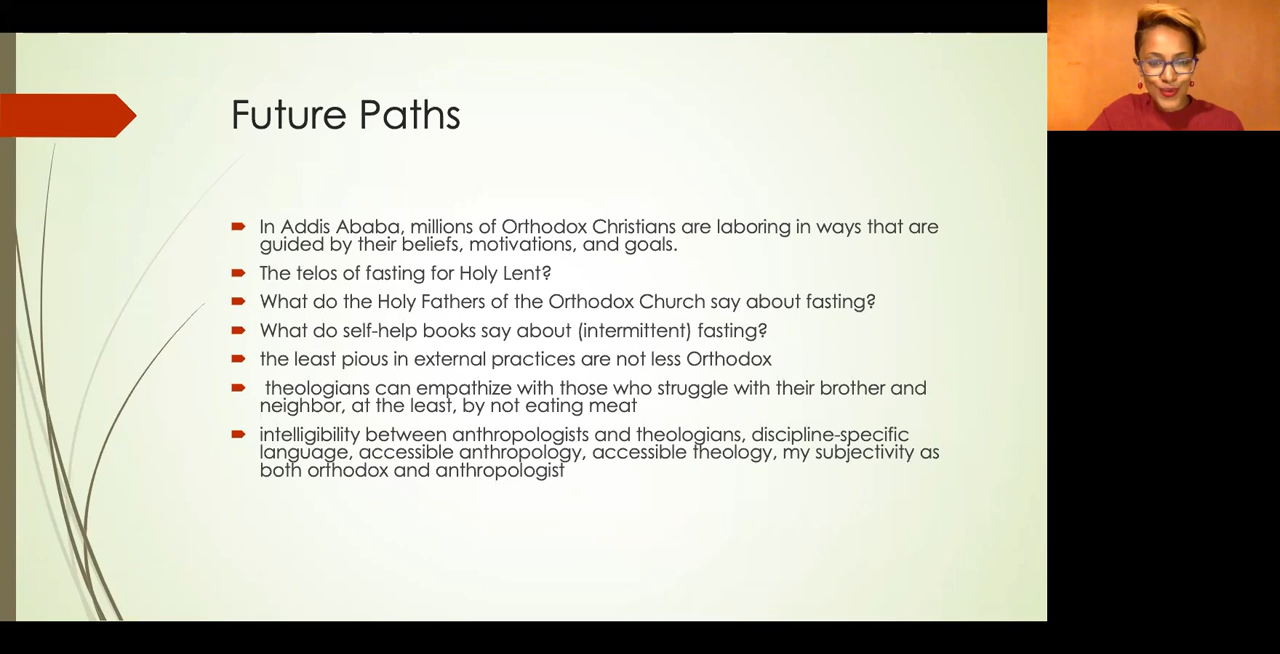 Future Paths
In Addis Ababa, millions of Orthodox Christians are laboring in ways that are
guided by their beliefs, motivations, and goals.
The telos of fasting for Holy Lent?
What do the Holy Fathers of the Orthodox Church say about fasting?
What do self-help books say about (intermittent) fasting?
the least pious in external practices are not less Orthodox
theologians can empathize with those who struggle with their brother and
neighbor, at the least, by not eating meat
intelligibility between anthropologists and theologians, discipline-specific
language, accessible anthropology, accessible theology, my subjectivity as
both orthodox and anthropologist